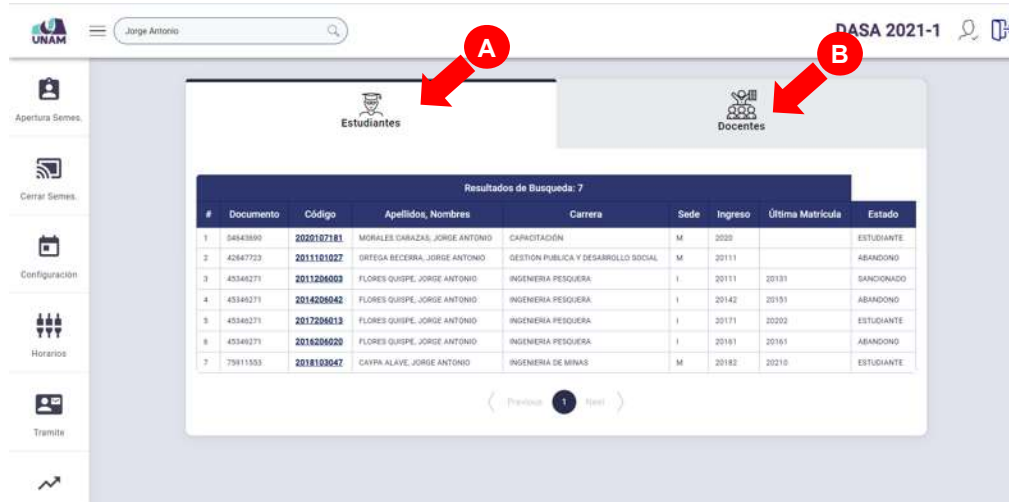 UNAM
Jorge Antonio
DASA 2021-1
A
B
Apertura Semes.
Cerrar Semes.
Configuración
Horarios
Tramite
Estudiantes
Docentes
Resultados de Busqueda: 7
# Documento Código Apellidos, Nombres Carrera Sede Ingreso Última Matrícula Estado
1 04643690 2020107181 MORALES CABAZAS, JORGE ANTONIO CAPACITACIÓN M 2020 ESTUDIANTE
2 42647723 2011101027 ORTEGA BECERRA, JORGE ANTONIO GESTION PUBLICA Y DESARROLLO SOCIAL M 20111 ABANDONO
3 45346271 2011206003 FLORES QUISPE, JORGE ANTONIO INGENIERIA PESQUERA I 20111 20131 SANCIONADO
4 45346271 2014206042 FLORES QUISPE, JORGE ANTONIO INGENIERIA PESQUERA I 20142 20151 ABANDONO
5 45346271 2017206013 FLORES QUISPE, JORGE ANTONIO INGENIERIA PESQUERA I 20171 20202 ESTUDIANTE
6 45346271 2016206020 FLORES QUISPE, JORGE ANTONIO INGENIERIA PESQUERA I 20161 20161 ABANDONO
7 75911553 2018103047 CAYPA ALAVE, JORGE ANTONIO INGENIERIA DE MINAS M 20182 20210 ESTUDIANTE
Previous 1 Next